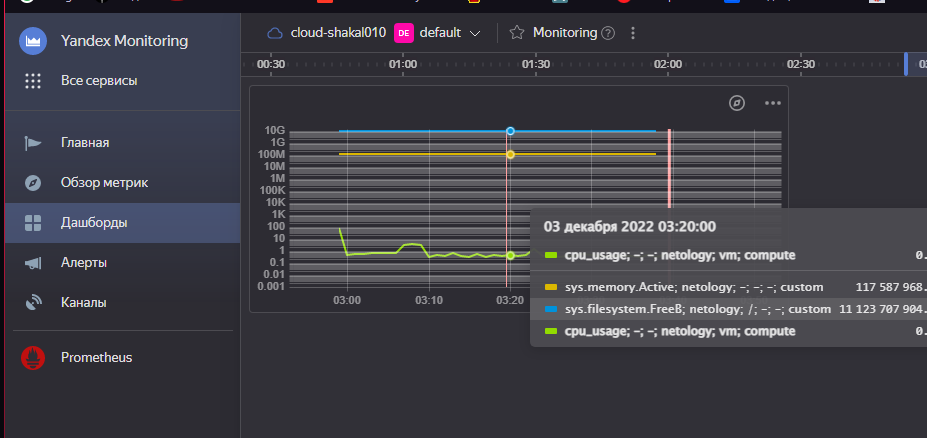 Yandex Monitoring
Все сервисы
Главная
Обзор метрик
Дашборды
Алерты
Каналы
Prometheus
cloud-shakal010 DE default Monitoring ?
00:30 01:00 01:30 02:00 02:30
10G
1G
100M
10M
1M
100K
10K
1K
100
10
1
0.1
0.01
0.001
03:00 03:10 03:20
03 декабря 2022 03:20:00
cpu_usage; –; –; netology; vm; compute 0.
sys.memory.Active; netology; –; –; –; custom 117 587 968.
sys.filesystem.FreeB; netology; /; –; –; custom 11 123 707 904.
cpu_usage; –; –; netology; vm; compute 0.